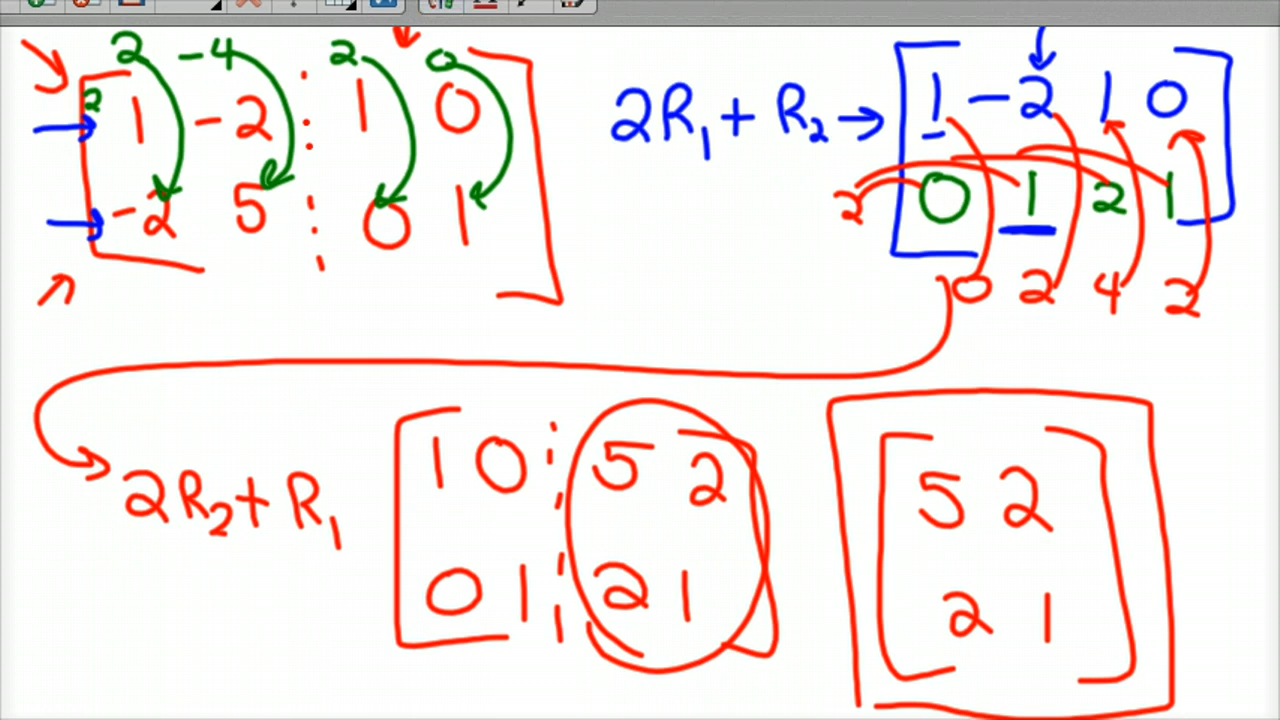 2 -4 2 0
2
1 -2 1 0
-2 5 0 1
2R₁ + R₂ →
1 -2 1 0
2 0 1 2 1
0 2 4 2
2R₂ + R₁
1 0 5 2
0 1 2 1
5 2
2 1